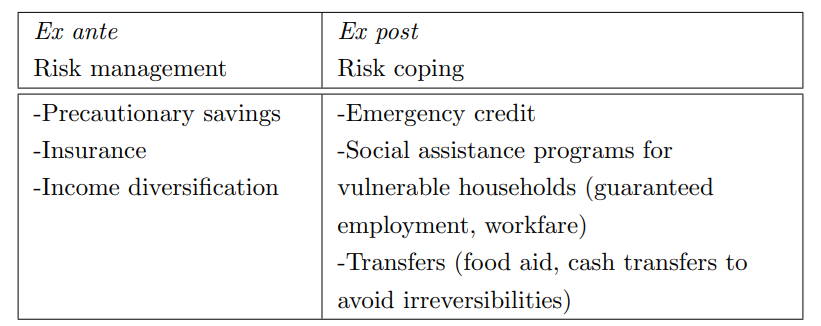 Ex ante
Risk management
Ex post
Risk coping
-Precautionary savings
-Insurance
-Income diversification
-Emergency credit
-Social assistance programs for
vulnerable households (guaranteed
employment, workfare)
-Transfers (food aid, cash transfers to
avoid irreversibilities)